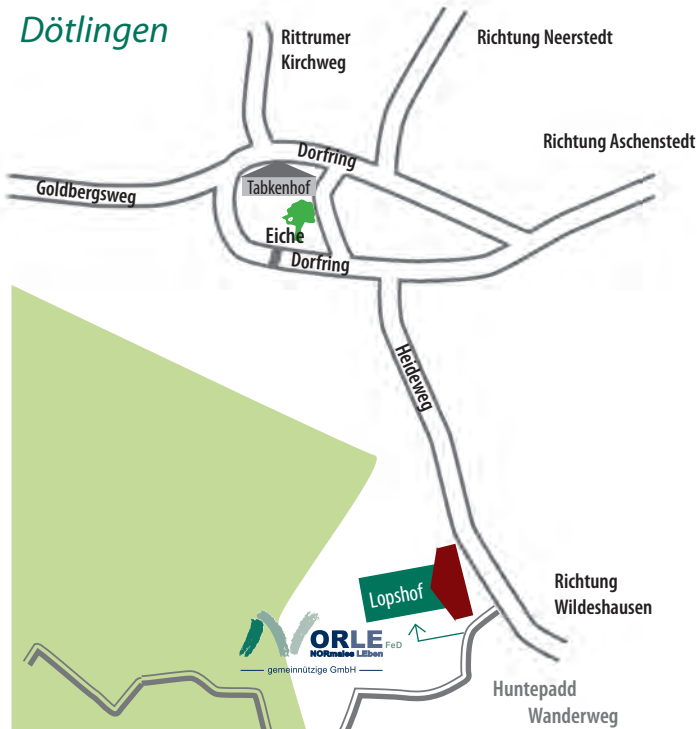 Dötlingen
Rittrumer
Kirchweg
Richtung Neerstedt
Richtung Aschenstedt
Dorfring
Goldbergsweg
Tabkenhof
Eiche
Dorfring
Heideweg
Lopshof
Richtung
Wildeshausen
NORLE FeD
NORmales LEben
gemeinnützige GmbH
Huntepadd
Wanderweg